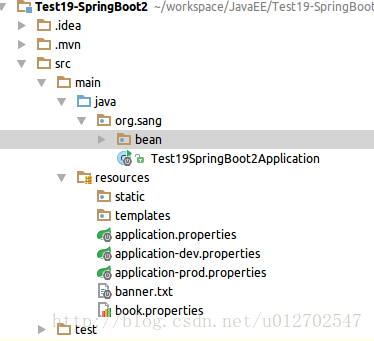 Test19-SpringBoot2 ~/workspace/JavaEE/Test19-SpringBoo
.idea
.mvn
src
main
java
org.sang
bean
Test19SpringBoot2Application
resources
static
templates
application.properties
application-dev.properties
application-prod.properties
banner.txt
book.properties
http://blog.csdn.net/u012702547
test